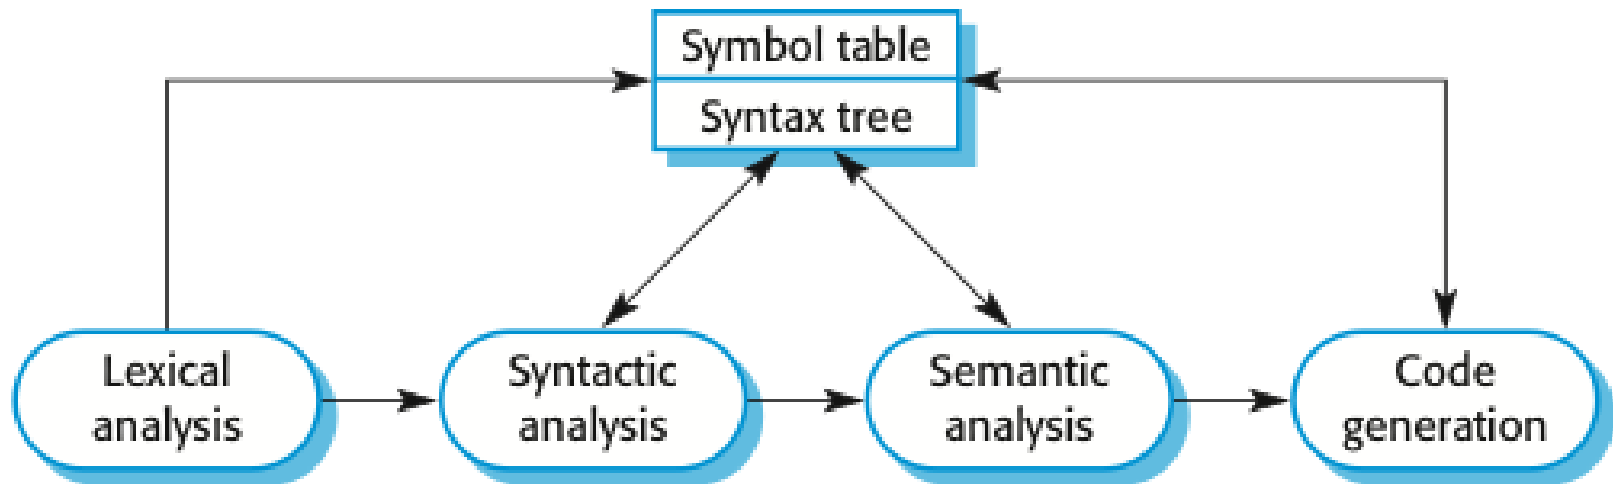 Symbol table
Syntax tree
Lexical
analysis
Syntactic
analysis
Semantic
analysis
Code
generation